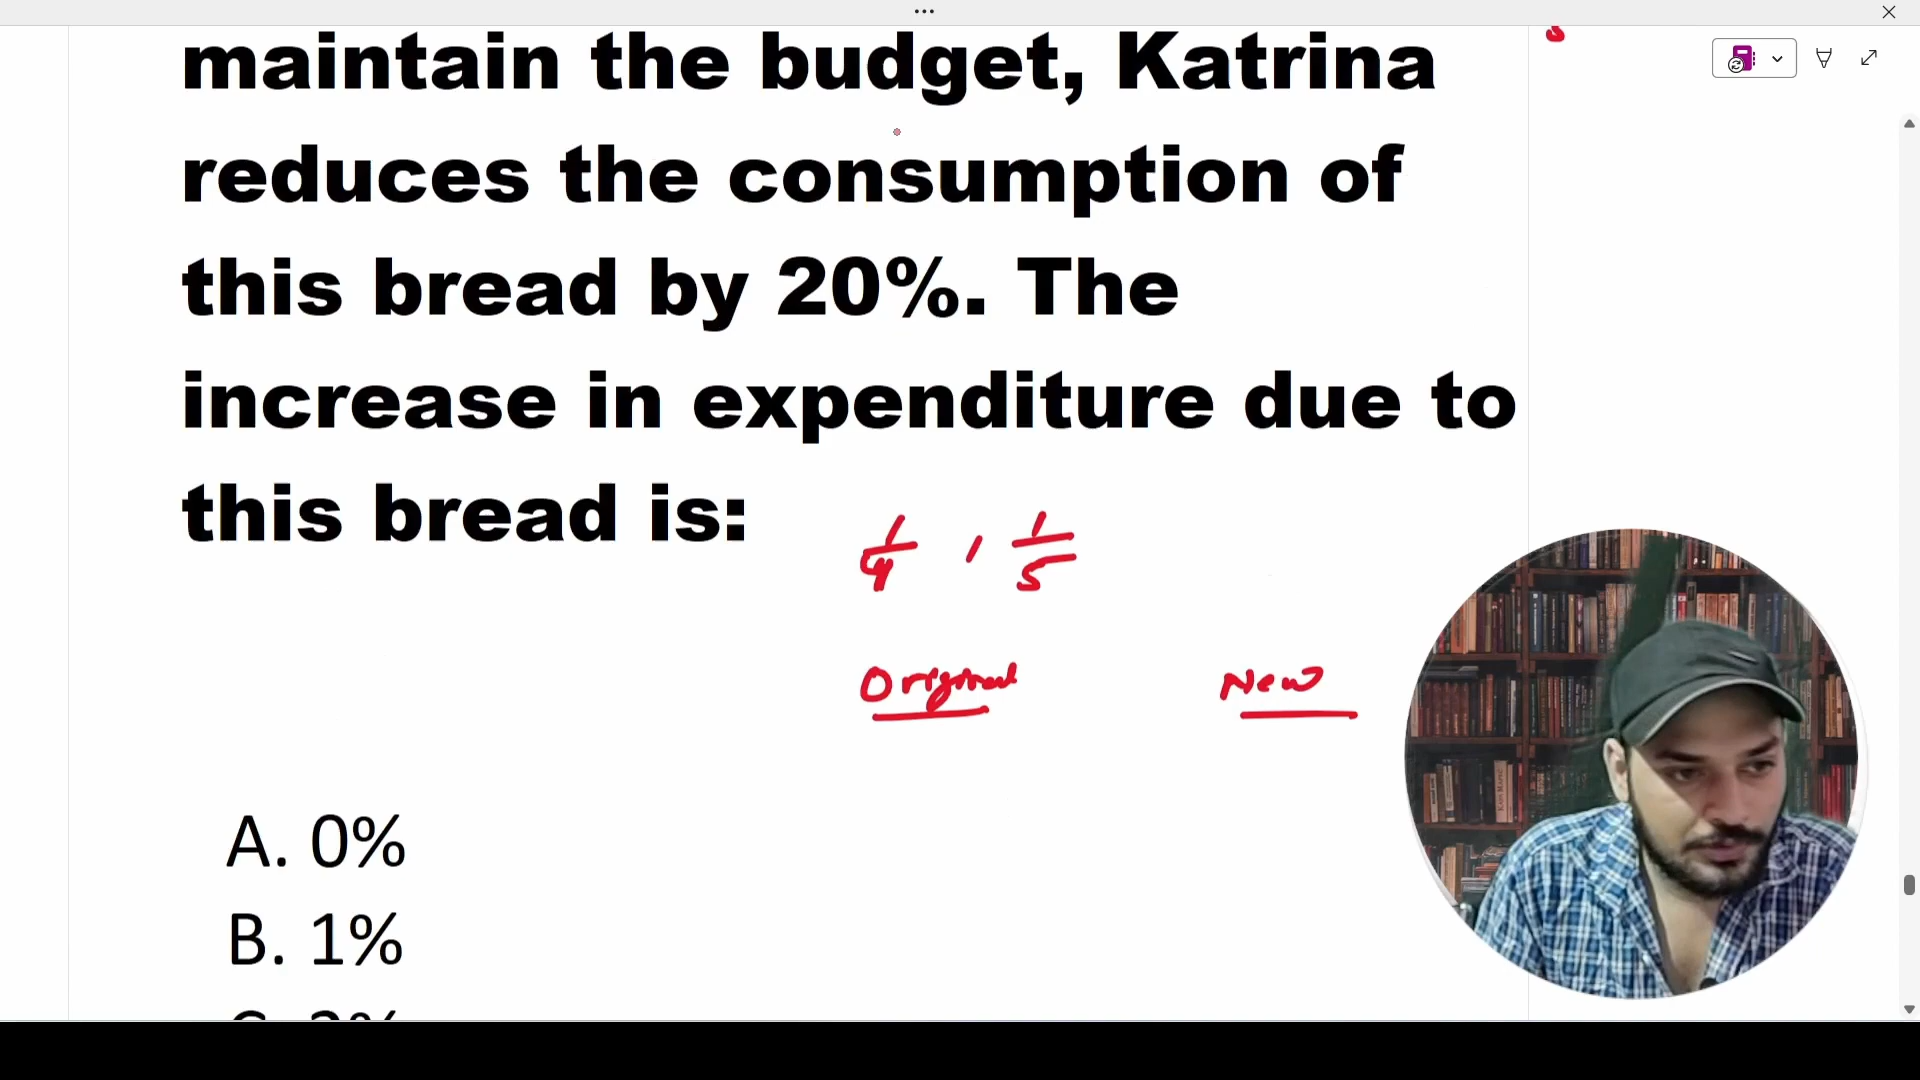 maintain the budget, Katrina
reduces the consumption of
this bread by 20%. The
increase in expenditure due to
this bread is:
1/4 , 1/5
Original New
A. 0%
B. 1%